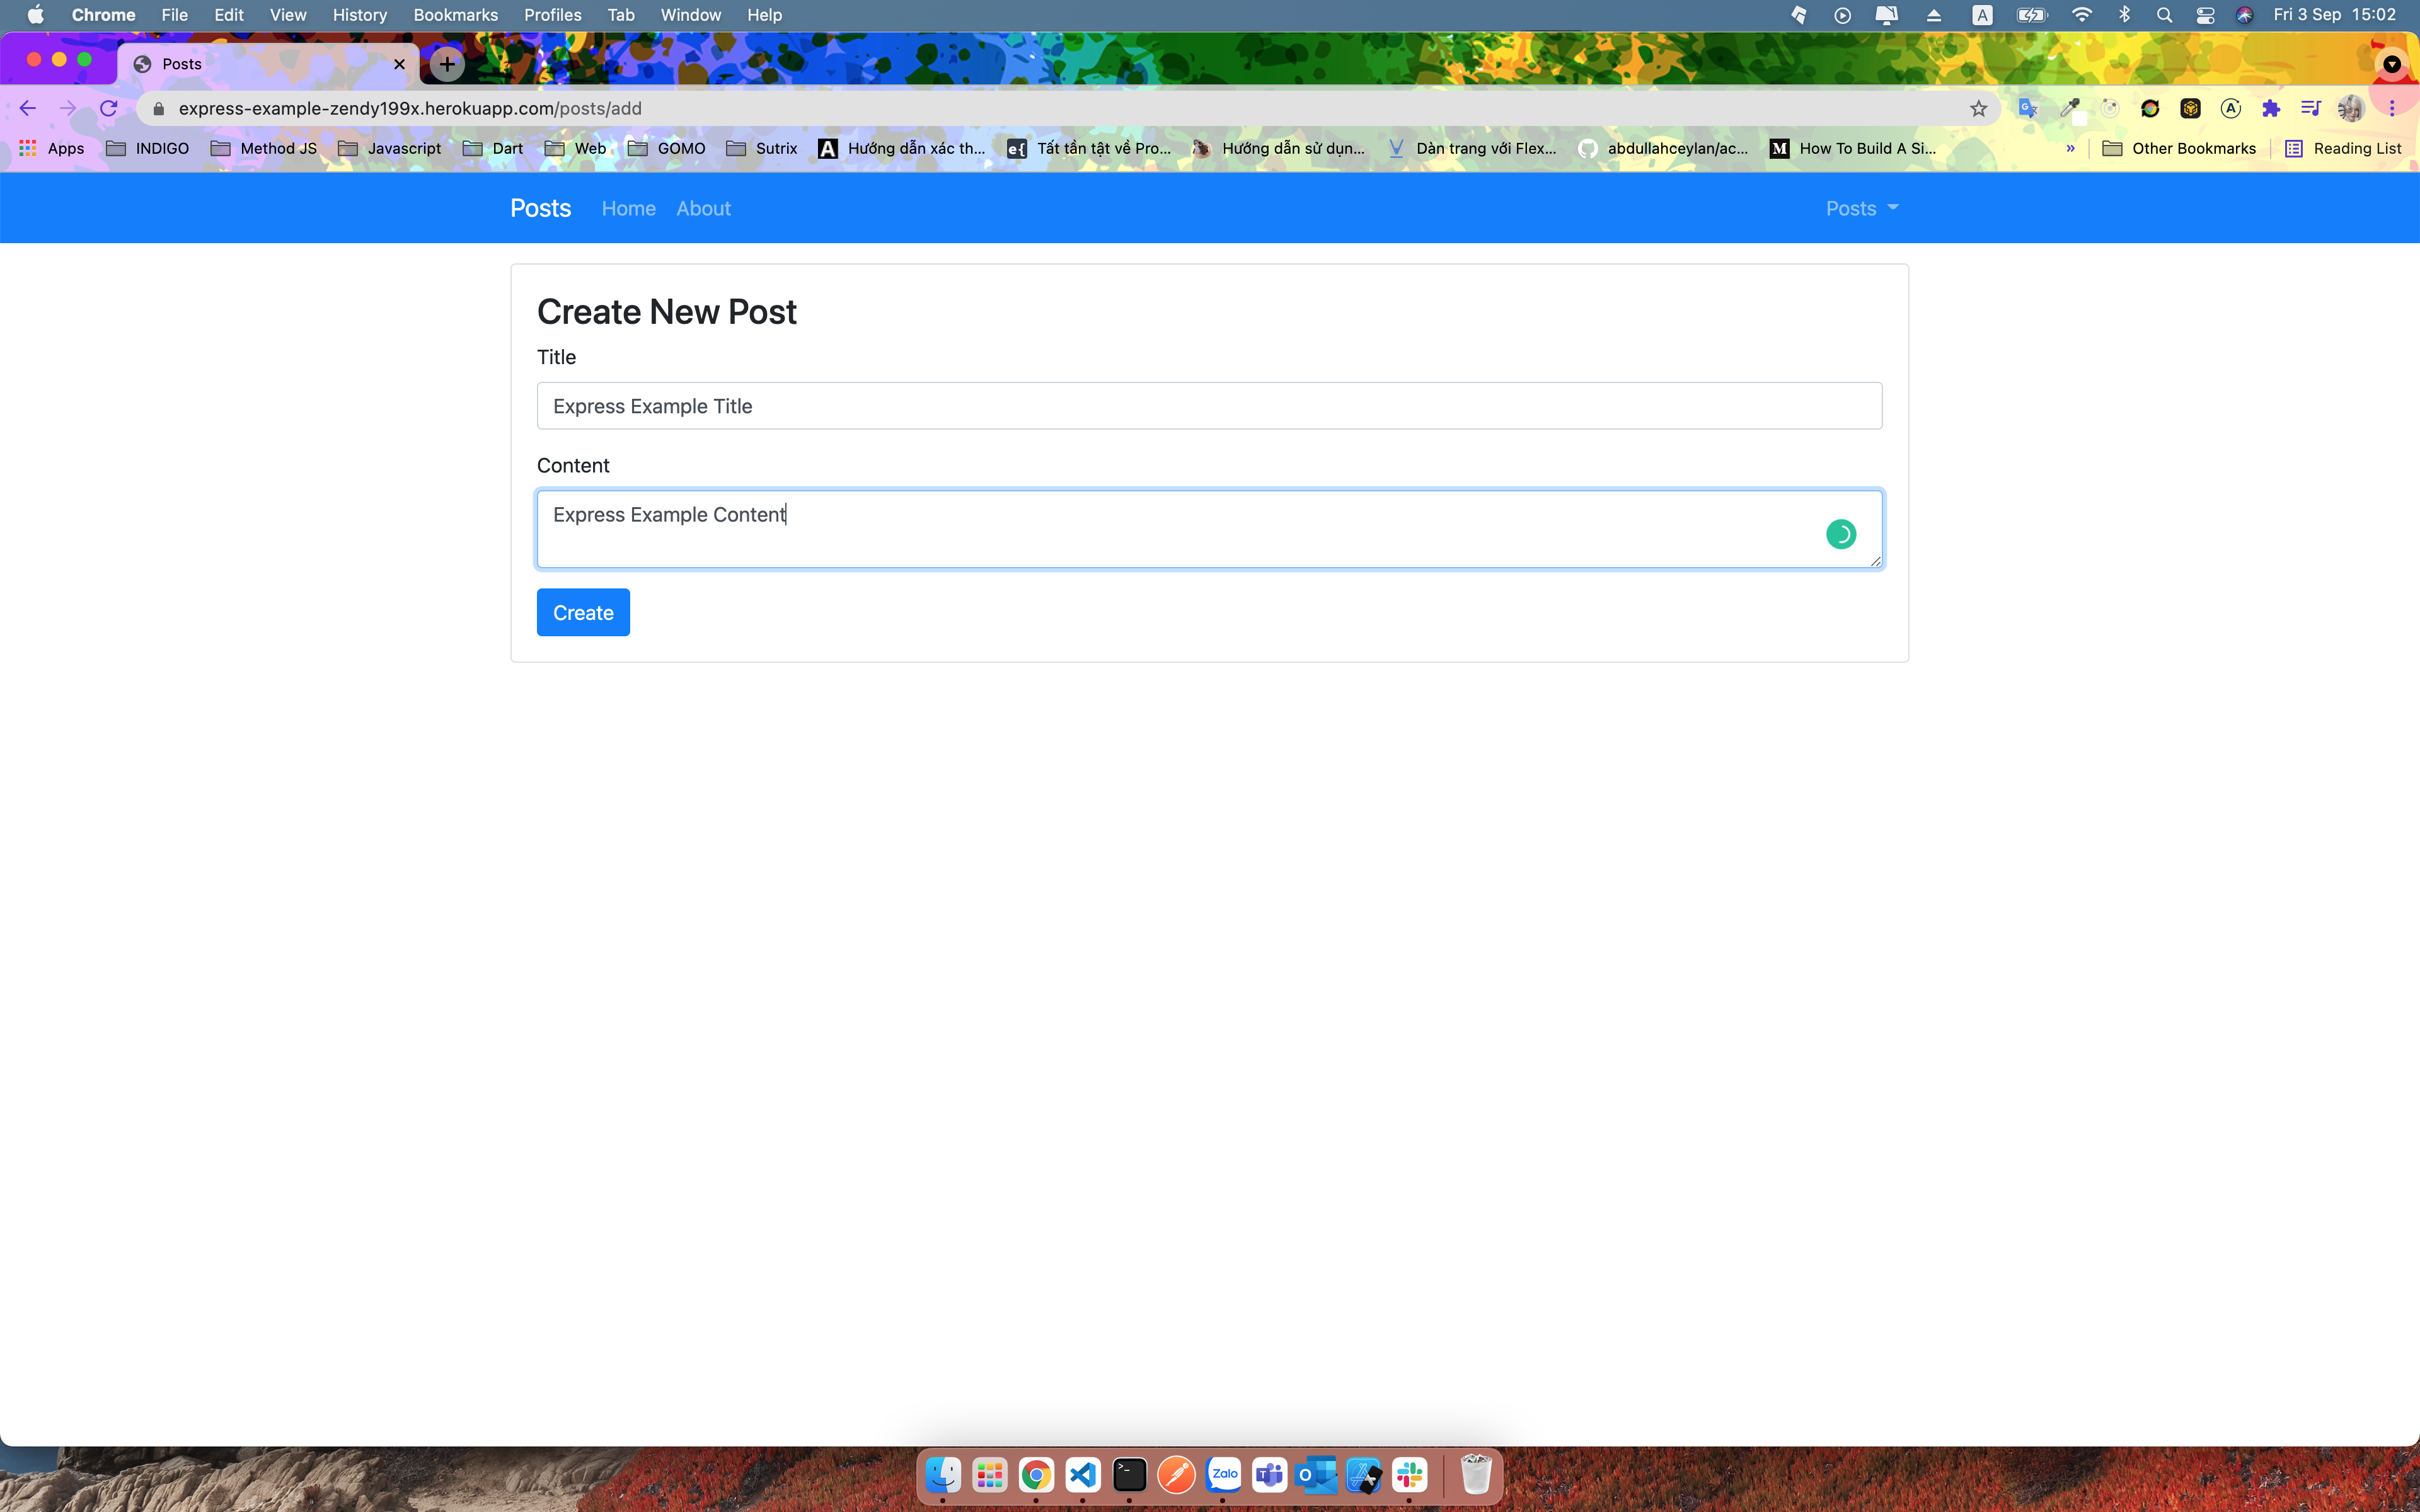 Chrome File Edit View History Bookmarks Profiles Tab Window Help A Fri 3 Sep 15:02
Posts
express-example-zendy199x.herokuapp.com/posts/add
Apps INDIGO Method JS Javascript Dart Web GOMO Sutrix A Hướng dẫn xác th... e{ Tất tần tật về Pro... Hướng dẫn sử dụn... Dàn trang với Flex... abdullahceylan/ac... M How To Build A Si... » Other Bookmarks Reading List
Posts Home About Posts
Create New Post
Title
Express Example Title
Content
Express Example Content
Create
Zalo